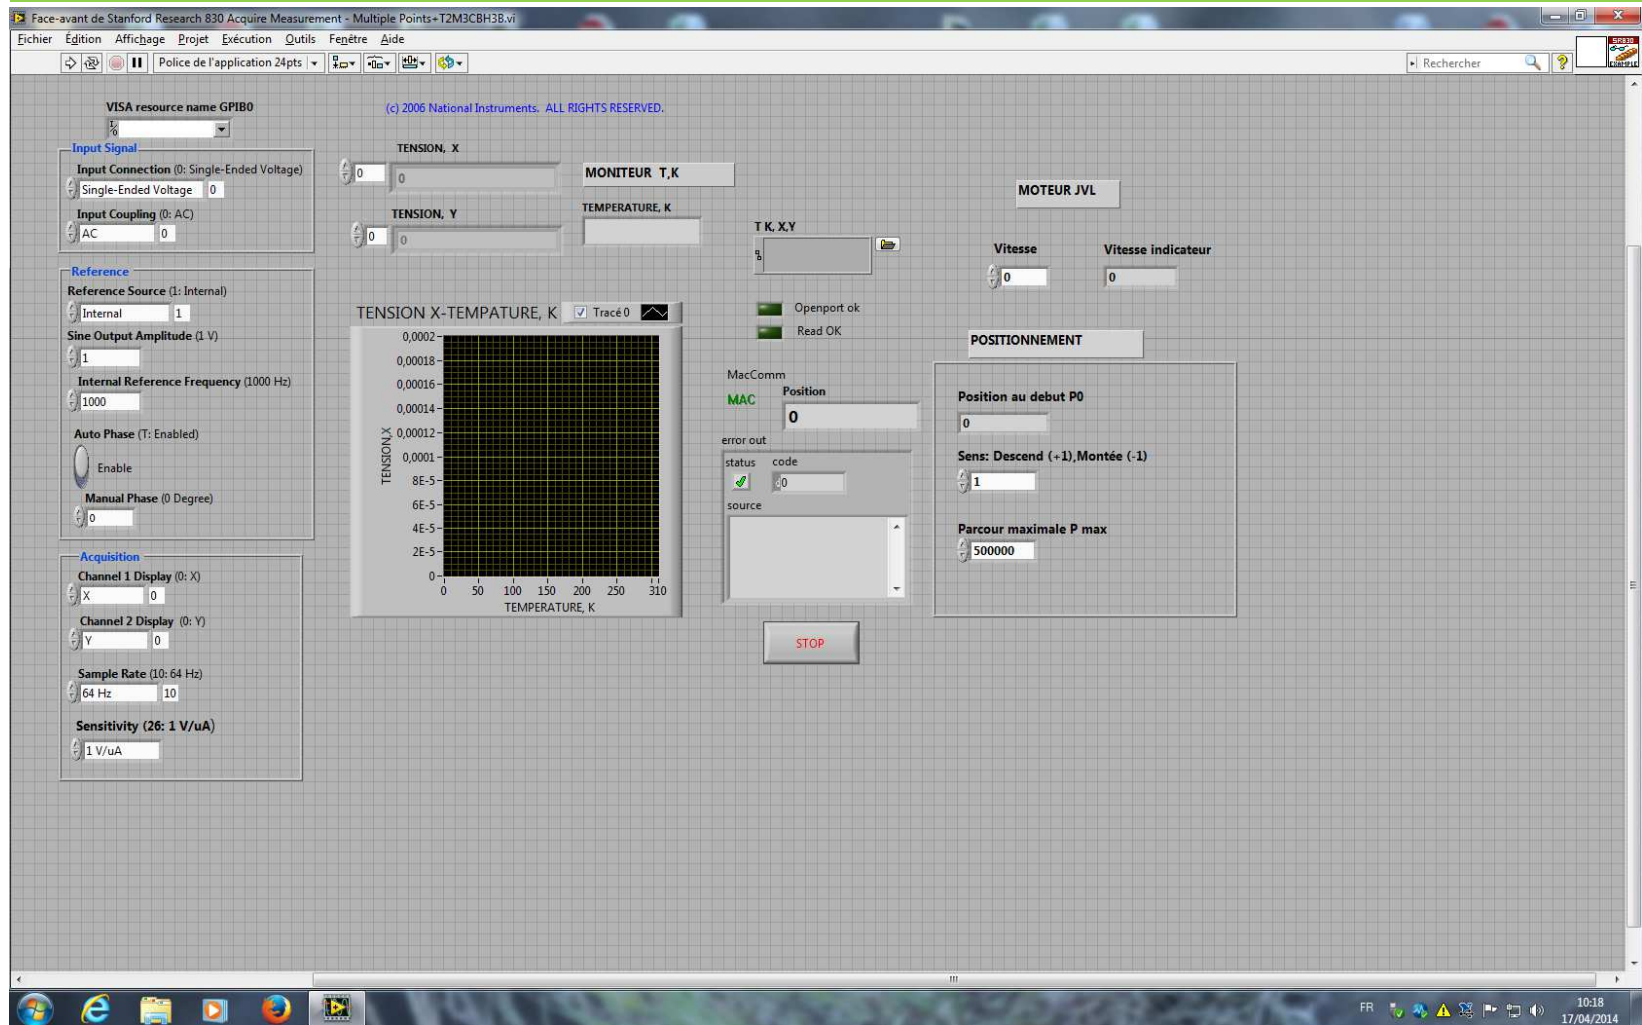 Face-avant de Stanford Research 830 Acquire Measurement - Multiple Points+T2M3CBH3B.vi
Fichier Édition Affichage Projet Exécution Outils Fenêtre Aide
Police de l'application 24pts
Rechercher
SR830
EXAMPLE
VISA resource name GPIB0
(c) 2006 National Instruments. ALL RIGHTS RESERVED.
Input Signal
Input Connection (0: Single-Ended Voltage)
Single-Ended Voltage 0
Input Coupling (0: AC)
AC 0
Reference
Reference Source (1: Internal)
Internal 1
Sine Output Amplitude (1 V)
1
Internal Reference Frequency (1000 Hz)
1000
Auto Phase (T: Enabled)
Enable
Manual Phase (0 Degree)
0
Acquisition
Channel 1 Display (0: X)
X 0
Channel 2 Display (0: Y)
Y 0
Sample Rate (10: 64 Hz)
64 Hz 10
Sensitivity (26: 1 V/uA)
1 V/uA
TENSION, X
0 0
TENSION, Y
0 0
MONITEUR T,K
TEMPERATURE, K
TENSION X-TEMPATURE, K
Tracé 0
TENSION,X
0,0002
0,00018
0,00016
0,00014
0,00012
0,0001
8E-5
6E-5
4E-5
2E-5
0
0 50 100 150 200 250 310
TEMPERATURE, K
T K, X,Y
Openport ok
Read OK
MacComm
MAC
Position
0
error out
status code
0
source
STOP
MOTEUR JVL
Vitesse Vitesse indicateur
0 0
POSITIONNEMENT
Position au debut P0
0
Sens: Descend (+1),Montée (-1)
1
Parcour maximale P max
500000
FR
10:18
17/04/2014